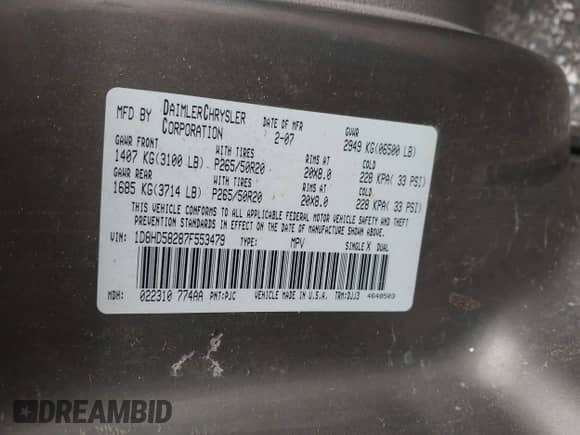 MFD BY DAIMLERCHRYSLER CORPORATION
DATE OF MFR 2-07
GVWR 2949 KG(06500 LB)
GAWR FRONT 1407 KG(3100 LB)
WITH TIRES P265/50R20
RIMS AT 20X8.0
COLD 228 KPA( 33 PSI)
GAWR REAR 1685 KG(3714 LB)
WITH TIRES P265/50R20
RIMS AT 20X8.0
COLD 228 KPA( 33 PSI)
THIS VEHICLE CONFORMS TO ALL APPLICABLE FEDERAL MOTOR VEHICLE SAFETY AND THEFT
PREVENTION STANDARDS IN EFFECT ON THE DATE OF MANUFACTURE SHOWN ABOVE.
VIN: 1D8HD58287F553479 TYPE: MPV SINGLE X DUAL
MDH: 022310 774AA PNT:PJC VEHICLE MADE IN U.S.A. TRM:DJJ3 4648503
DREAMBID